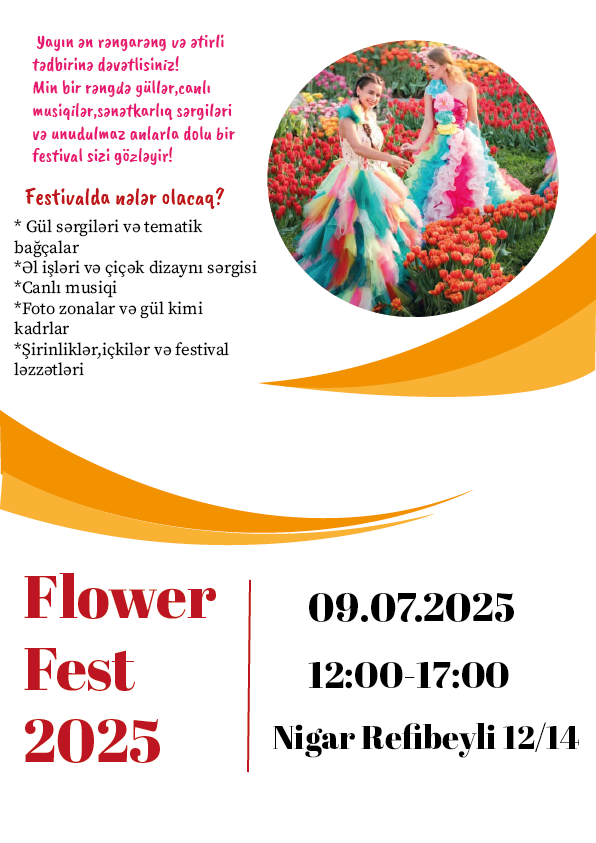 Yayın ən rəngarəng və ətirli
tədbirinə dəvətlisiniz!
Min bir rəngdə güllər,canlı
musiqilər,sənətkarlıq sərgiləri
və unudulmaz anlarla dolu bir
festival sizi gözləyir!
Festivalda nələr olacaq?
* Gül sərgiləri və tematik
bağçalar
*Əl işləri və çiçək dizaynı sərgisi
*Canlı musiqi
*Foto zonalar və gül kimi
kadrlar
*Şirinliklər,içkilər və festival
ləzzətləri
Flower
Fest
2025
09.07.2025
12:00-17:00
Nigar Refibeyli 12/14